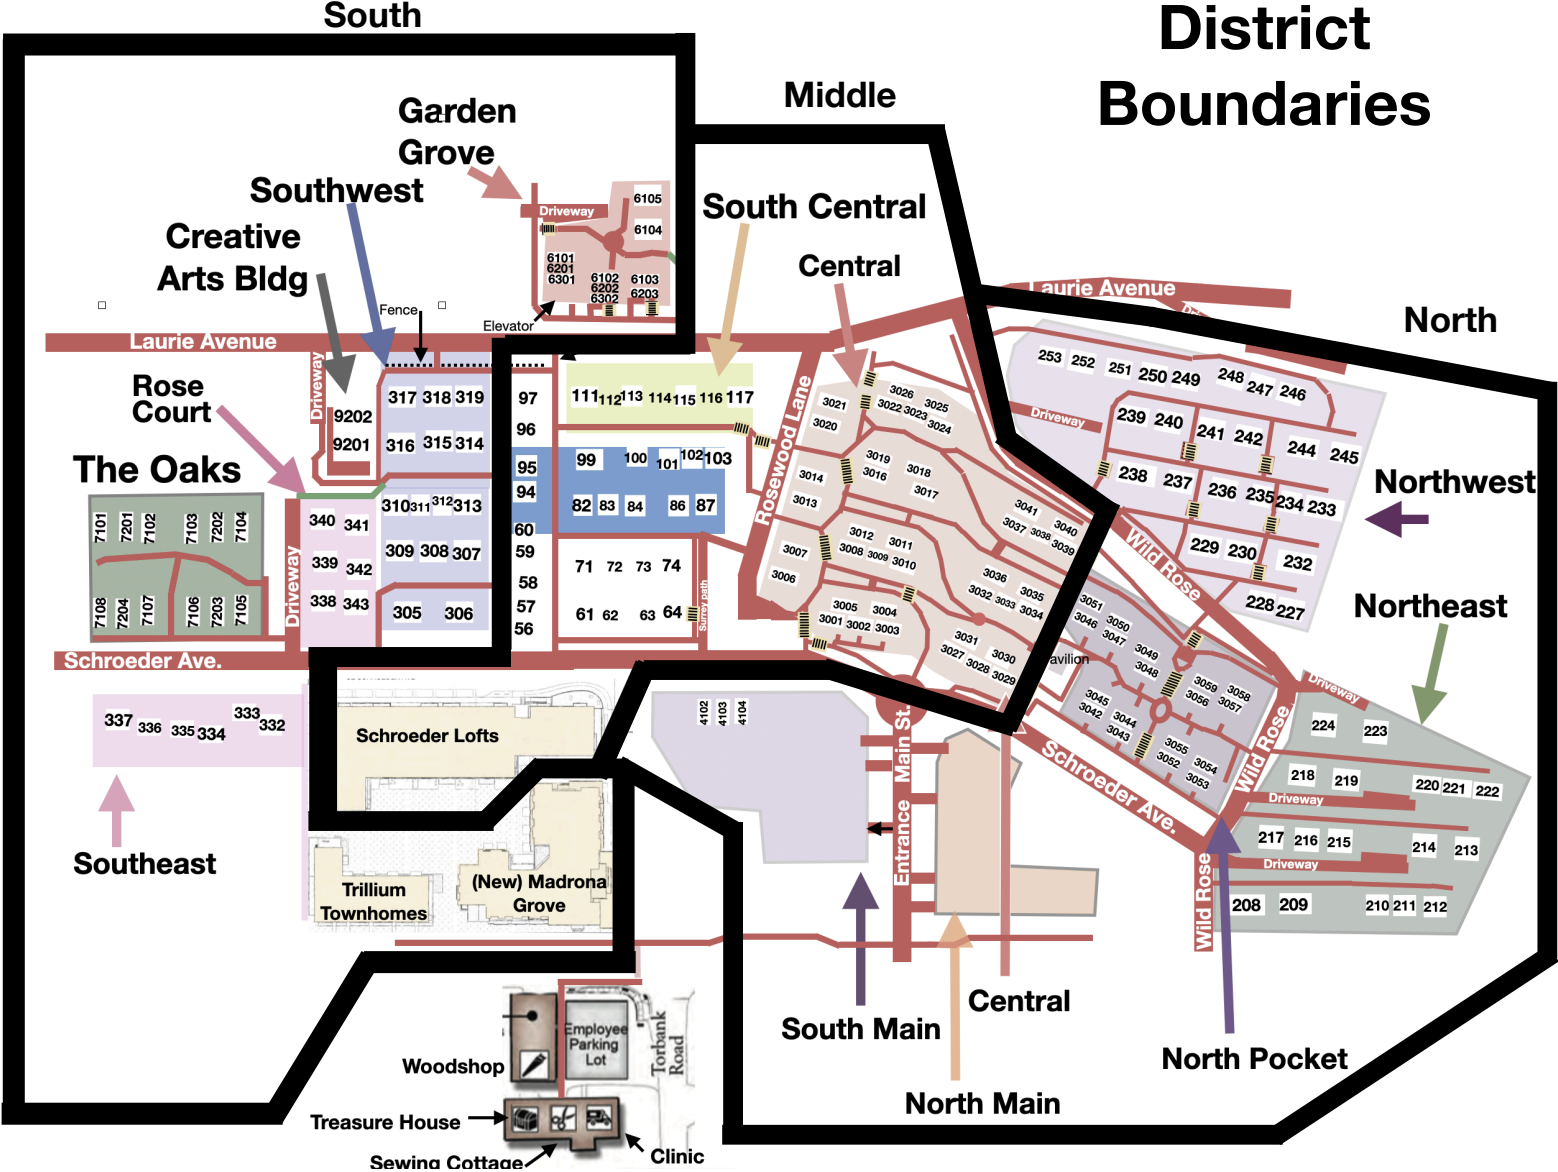 South
District
Boundaries
Middle
Garden
Grove
Southwest
South Central
Creative
Arts Bldg
Central
North
Driveway
6105
6104
6101
6201
6301
6102
6202
6302
6103
6203
Fence
Elevator
Laurie Avenue
Laurie Avenue
Rose
Court
Driveway
9202
9201
317 318 319
316 315 314
97
96
111 112 113 114 115 116 117
Rosewood Lane
3021
3020
3026
3025
3022 3023
3024
253 252 251 250 249 248 247 246
Driveway
239 240 241 242 244 245
238 237 236 235 234 233
229 230 232
228 227
Northwest
The Oaks
7101 7201 7102 7103 7202 7104
7108 7204 7107 7106 7203 7105
Driveway
340 341
339 342
338 343
310 311 312 313
309 308 307
305 306
95
94
60
59
58
57
56
99 100 101 102 103
82 83 84 86 87
71 72 73 74
61 62 63 64
Surrey path
3014
3013
3019
3016
3018
3017
3041
3040
3037 3038 3039
3007
3006
3012
3011
3008 3009 3010
3036
3035
3032 3033 3034
3005 3004
3001 3002 3003
3031
3030
3027 3028 3029
Wild Rose
Northeast
Schroeder Ave.
avilion
3051
3050
3046
3047
3049
3048
3059
3058
3056
3057
3045
3042
3044
3043
3055
3054
3052
3053
Driveway
224 223
218 219 220 221 222
Driveway
217 216 215 214 213
Driveway
208 209 210 211 212
Wild Rose
Wild Rose
337 336 335 334 333 332
Schroeder Lofts
4102 4103 4104
Main St.
Entrance
Schroeder Ave.
Southeast
Trillium
Townhomes
(New) Madrona
Grove
South Main
Central
North Main
North Pocket
Woodshop
Employee
Parking
Lot
Torbank
Road
Treasure House
Sewing Cottage
Clinic